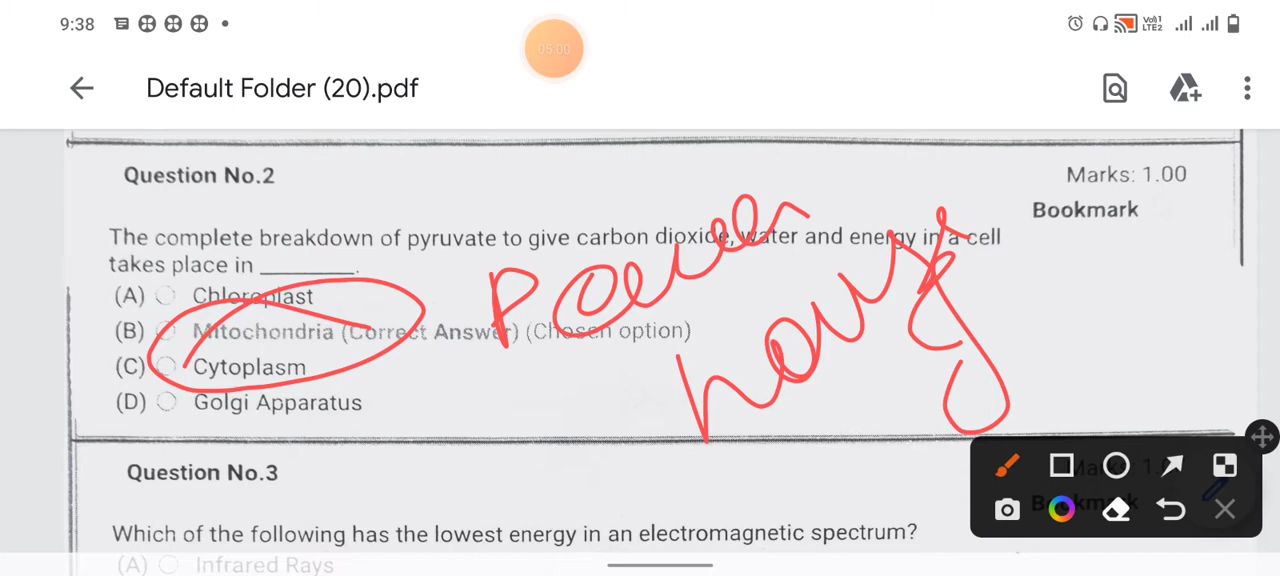 9:38 Vo)) LTE2
05:00
Default Folder (20).pdf
Question No.2 Marks: 1.00
Bookmark
The complete breakdown of pyruvate to give carbon dioxide, water and energy in a cell
takes place in ________.
(A) Chloroplast
(B) Mitochondria (Correct Answer) (Chosen option)
(C) Cytoplasm
(D) Golgi Apparatus
Power
Question No.3
Which of the following has the lowest energy in an electromagnetic spectrum?
(A) Infrared Rays